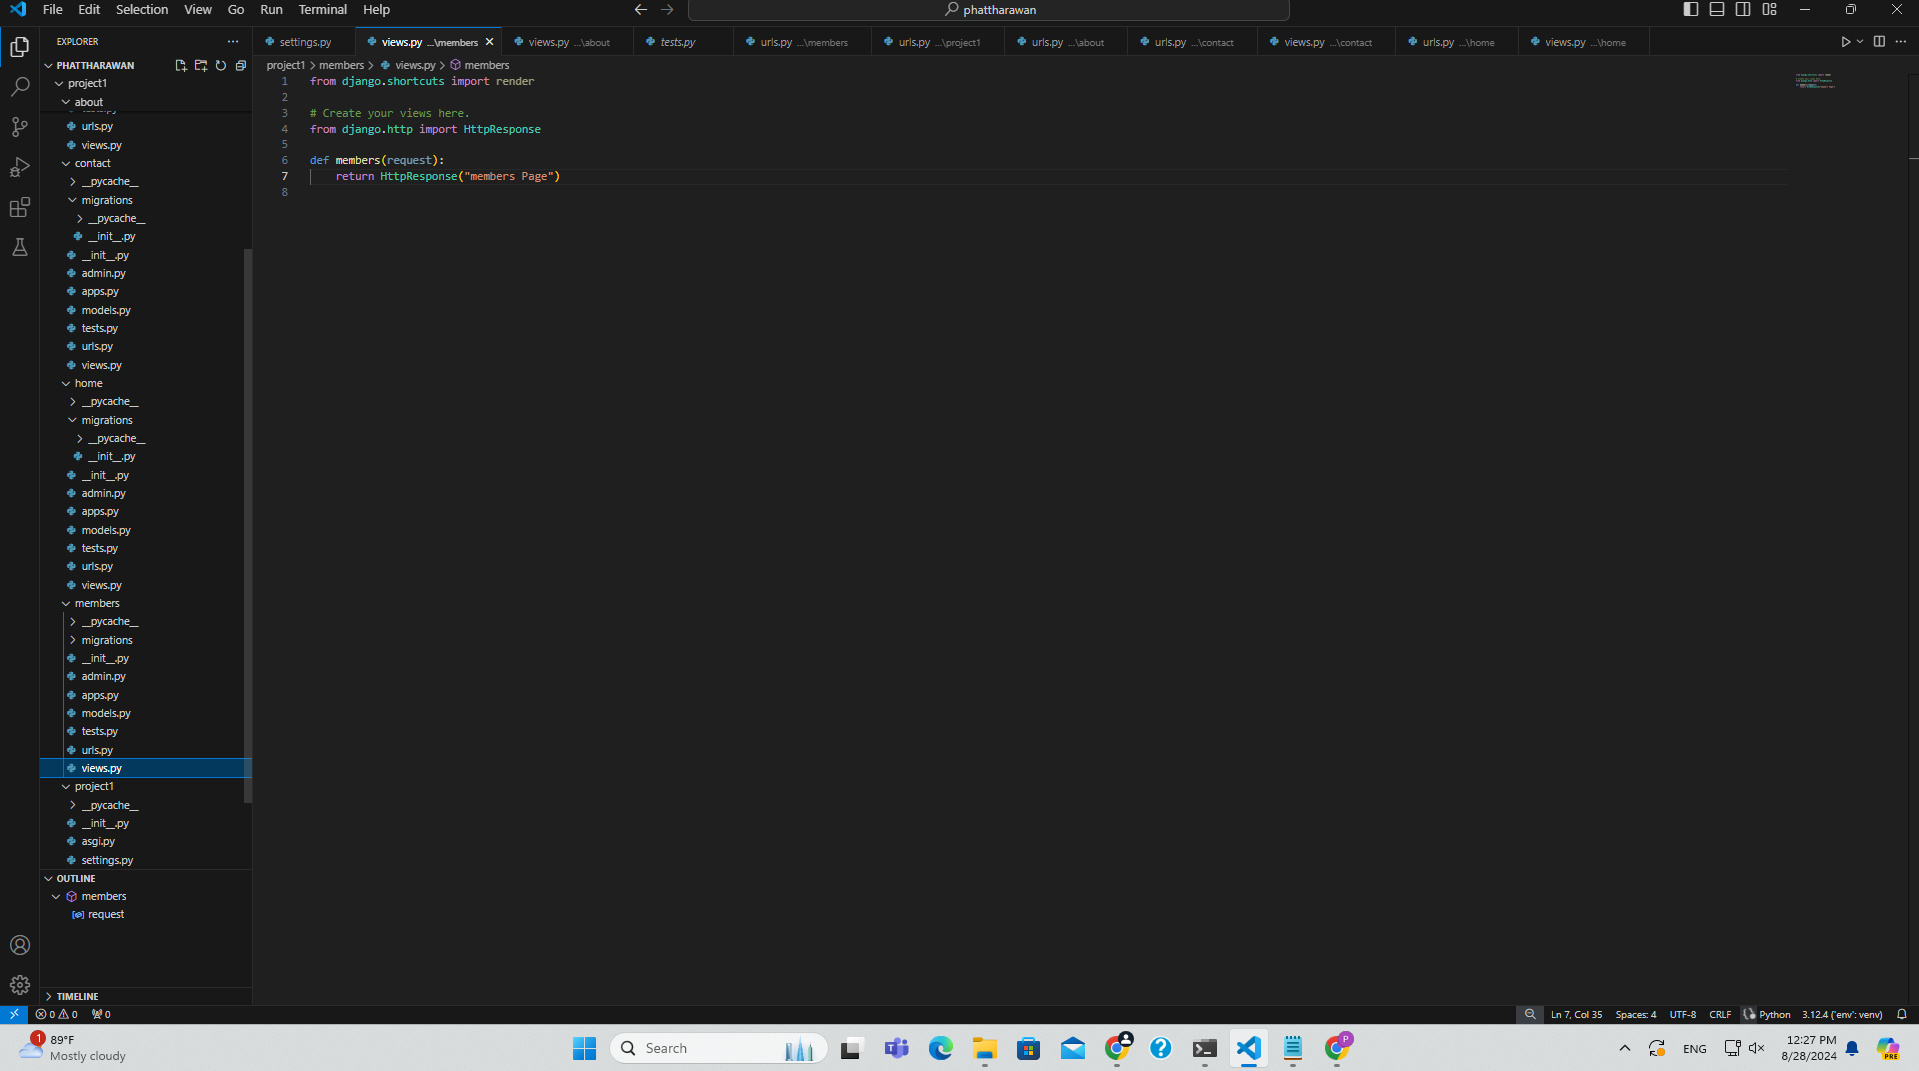 File Edit Selection View Go Run Terminal Help
phattharawan
EXPLORER
settings.py
views.py ...\members
views.py ...\about
tests.py
urls.py ...\members
urls.py ...\project1
urls.py ...\about
urls.py ...\contact
views.py ...\contact
urls.py ...\home
views.py ...\home
PHATTHARAWAN
project1
about
urls.py
views.py
contact
__pycache__
migrations
__pycache__
__init__.py
__init__.py
admin.py
apps.py
models.py
tests.py
urls.py
views.py
home
__pycache__
migrations
__pycache__
__init__.py
__init__.py
admin.py
apps.py
models.py
tests.py
urls.py
views.py
members
__pycache__
migrations
__init__.py
admin.py
apps.py
models.py
tests.py
urls.py
views.py
project1
__pycache__
__init__.py
asgi.py
settings.py
OUTLINE
members
request
TIMELINE
project1 > members > views.py > members
1 from django.shortcuts import render
2
3 # Create your views here.
4 from django.http import HttpResponse
5
6 def members(request):
7 return HttpResponse("members Page")
8
0 0 0
Ln 7, Col 35 Spaces: 4 UTF-8 CRLF Python 3.12.4 ('env': venv)
1
89°F
Mostly cloudy
Search
P
ENG
12:27 PM
8/28/2024
PRE